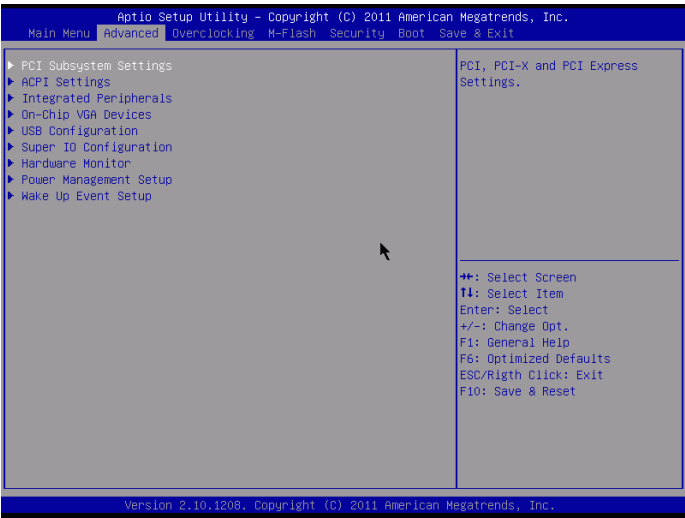 Aptio Setup Utility – Copyright (C) 2011 American Megatrends, Inc.
Main Menu Advanced Overclocking M-Flash Security Boot Save & Exit
PCI Subsystem Settings
ACPI Settings
Integrated Peripherals
On-Chip VGA Devices
USB Configuration
Super IO Configuration
Hardware Monitor
Power Management Setup
Wake Up Event Setup
PCI, PCI-X and PCI Express
Settings.
→←: Select Screen
↑↓: Select Item
Enter: Select
+/-: Change Opt.
F1: General Help
F6: Optimized Defaults
ESC/Rigth Click: Exit
F10: Save & Reset
Version 2.10.1208. Copyright (C) 2011 American Megatrends, Inc.